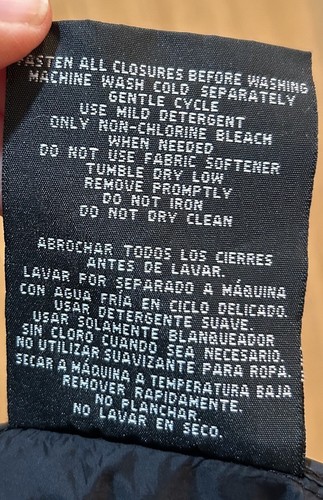 FASTEN ALL CLOSURES BEFORE WASHING
MACHINE WASH COLD SEPARATELY
GENTLE CYCLE
USE MILD DETERGENT
ONLY NON-CHLORINE BLEACH
WHEN NEEDED
DO NOT USE FABRIC SOFTENER
TUMBLE DRY LOW
REMOVE PROMPTLY
DO NOT IRON
DO NOT DRY CLEAN
ABROCHAR TODOS LOS CIERRES
ANTES DE LAVAR.
LAVAR POR SEPARADO A MÁQUINA
CON AGUA FRÍA EN CICLO DELICADO.
USAR DETERGENTE SUAVE.
USAR SOLAMENTE BLANQUEADOR
SIN CLORO CUANDO SEA NECESARIO.
NO UTILIZAR SUAVIZANTE PARA ROPA.
SECAR A MÁQUINA A TEMPERATURA BAJA
REMOVER RAPIDAMENTE.
NO PLANCHAR.
NO LAVAR EN SECO.